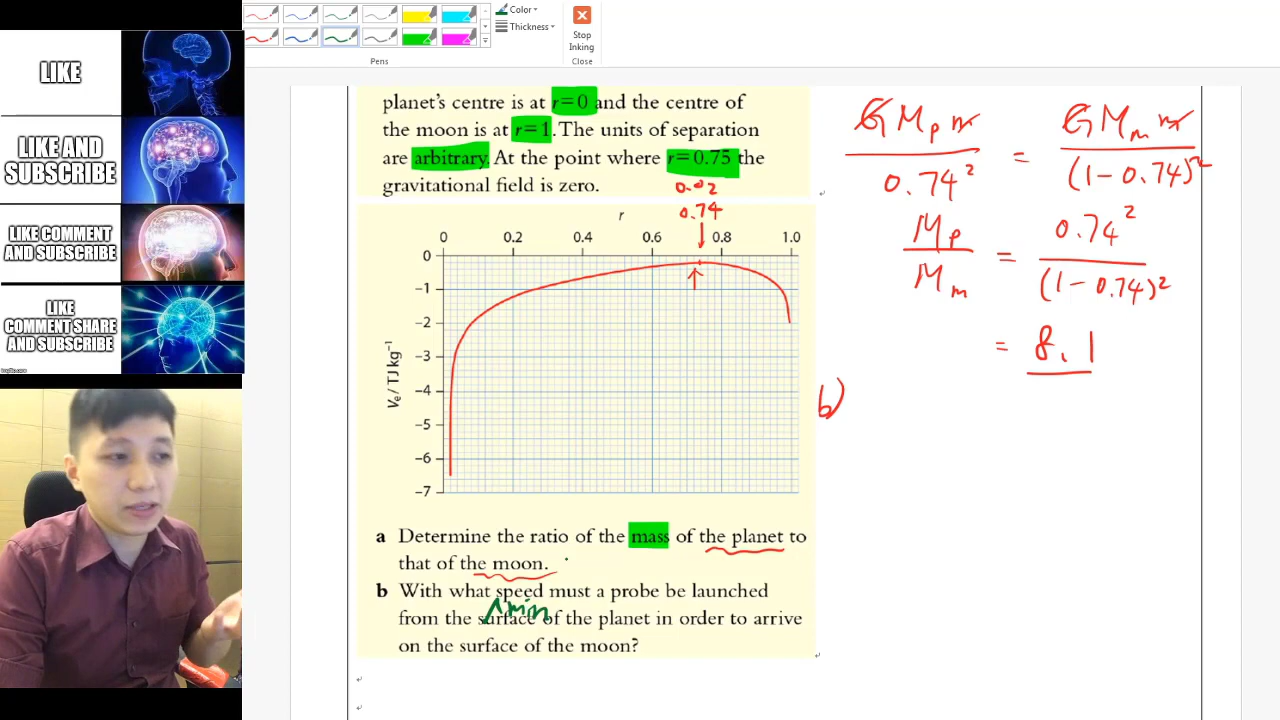 LIKE
LIKE AND
SUBSCRIBE
LIKE COMMENT
AND SUBSCRIBE
LIKE
COMMENT SHARE
AND SUBSCRIBE
imgflip.com
Color
Thickness
Stop
Inking
Pens
Close
planet's centre is at r=0 and the centre of
the moon is at r=1. The units of separation
are arbitrary. At the point where r=0.75 the
gravitational field is zero.
0.02
0.74
r
0 0.2 0.4 0.6 0.8 1.0
0
−1
−2
−3
−4
−5
−6
−7
Vg / TJ kg⁻¹
a Determine the ratio of the mass of the planet to
that of the moon.
b With what speed must a probe be launched
min
from the surface of the planet in order to arrive
on the surface of the moon?
G Mp m / 0.74² = G Mm m / (1-0.74)²
Mp / Mm = 0.74² / (1-0.74)²
= 8.1
b)